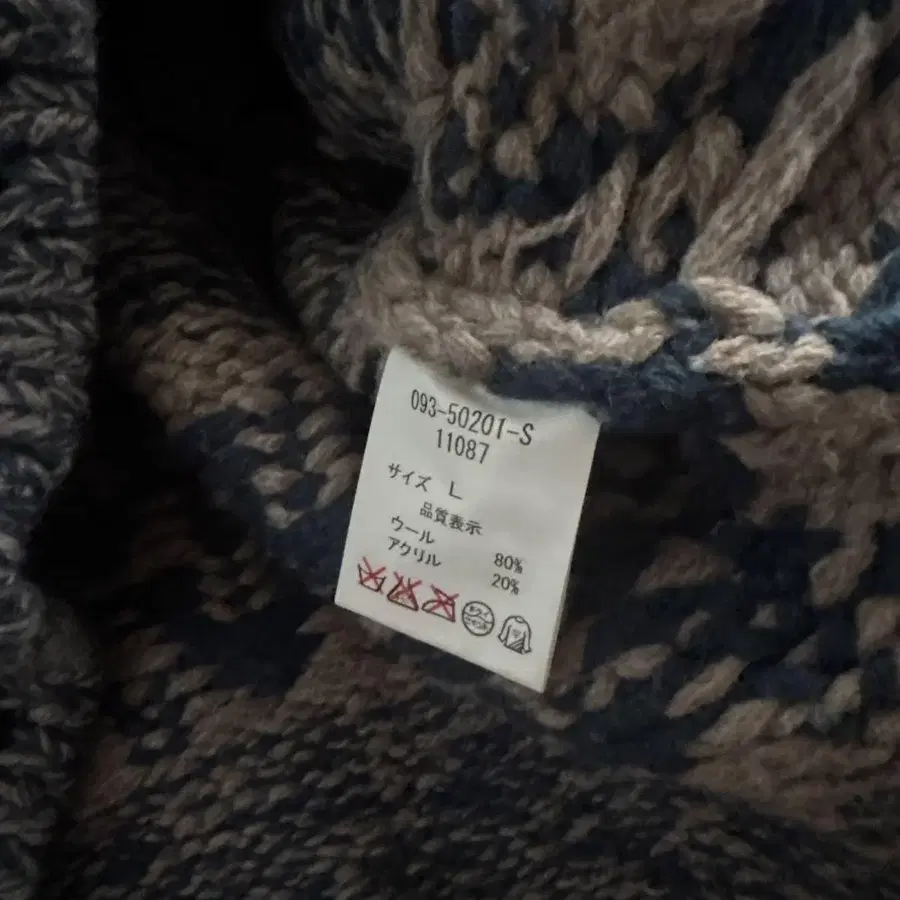 093-50201-S
11087
サイズ L
品質表示
ウール 80%
アクリル 20%